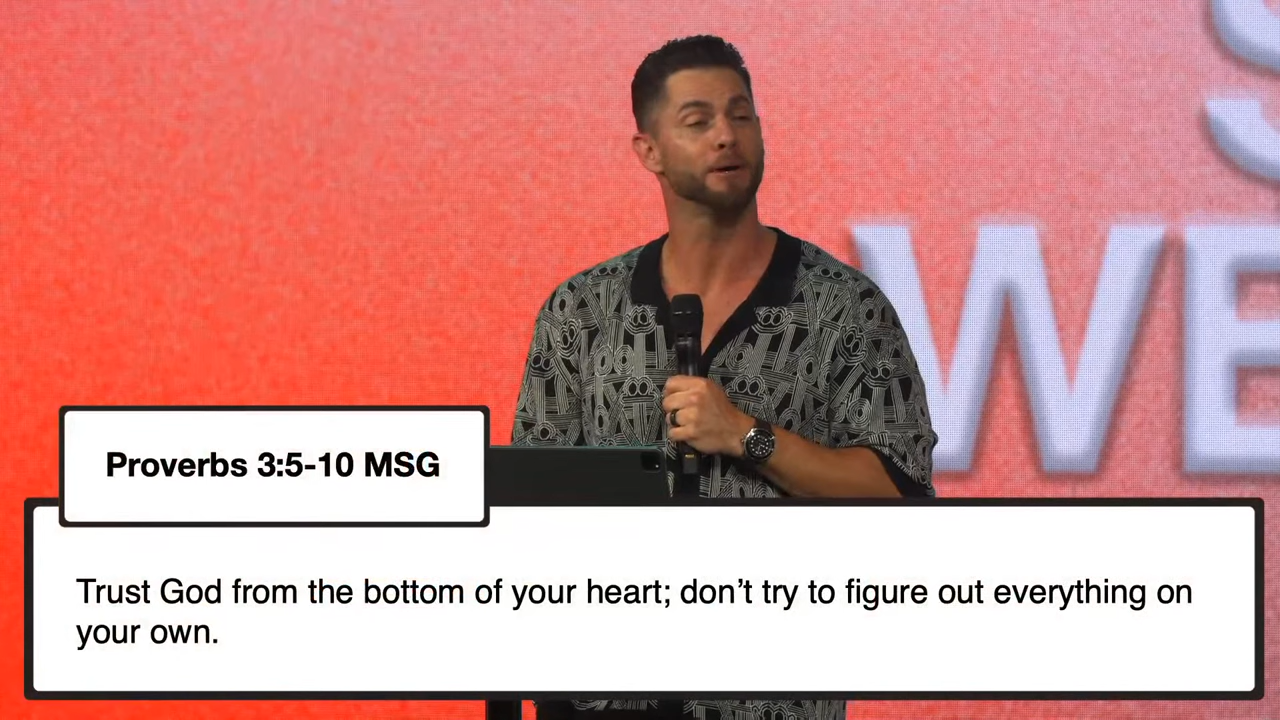 WE
Proverbs 3:5-10 MSG
Trust God from the bottom of your heart; don’t try to figure out everything on
your own.